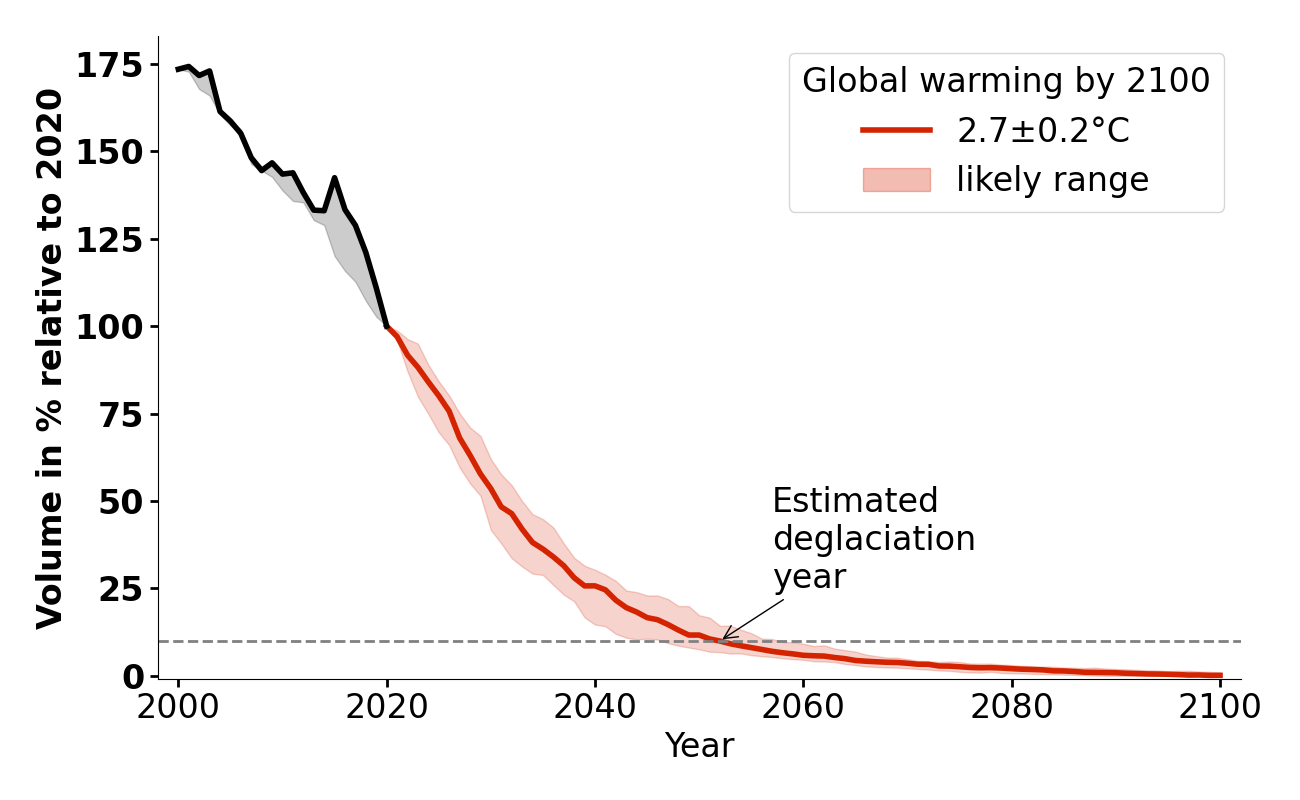 Volume in % relative to 2020
175
150
125
100
75
50
25
0
Global warming by 2100
2.7±0.2°C
likely range
Estimated
deglaciation
year
2000 2020 2040 2060 2080 2100
Year